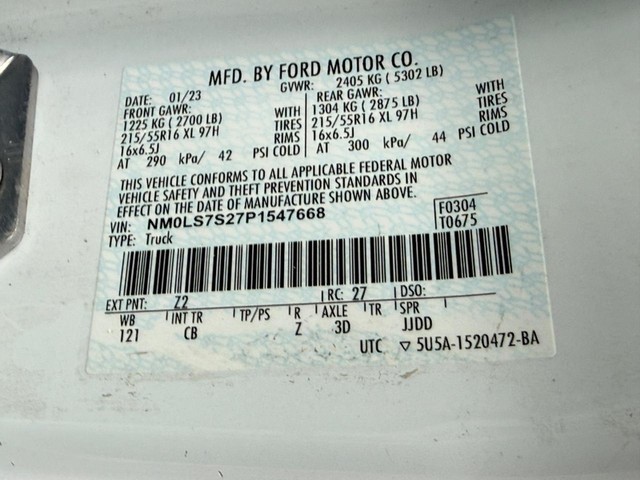 MFD. BY FORD MOTOR CO.
DATE: 01/23 GVWR: 2405 KG ( 5302 LB)
FRONT GAWR: REAR GAWR:
1225 KG ( 2700 LB) WITH 1304 KG ( 2875 LB) WITH
215/55R16 XL 97H TIRES 215/55R16 XL 97H TIRES
16x6.5J RIMS 16x6.5J RIMS
AT 290 kPa/ 42 PSI COLD AT 300 kPa/ 44 PSI COLD
THIS VEHICLE CONFORMS TO ALL APPLICABLE FEDERAL MOTOR
VEHICLE SAFETY AND THEFT PREVENTION STANDARDS IN
EFFECT ON THE DATE OF MANUFACTURE SHOWN ABOVE.
VIN: NM0LS7S27P1547668 F0304
TYPE: Truck T0675
EXT PNT: Z2 RC: 27 DSO:
WB INT TR TP/PS R AXLE TR SPR
121 CB Z 3D JJDD
UTC ▽ 5U5A-1520472-BA